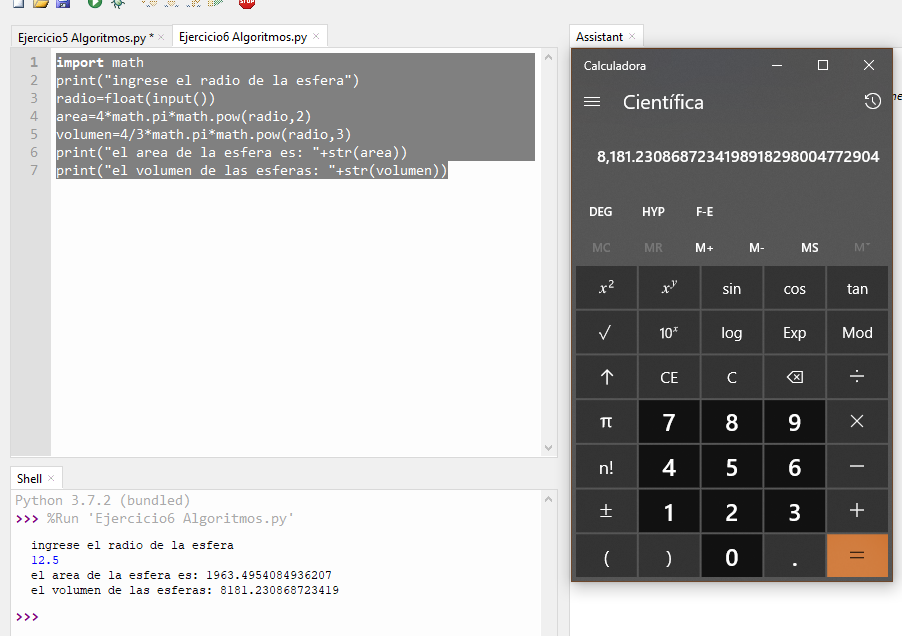 STOP
Ejercicio5 Algoritmos.py * ×
Ejercicio6 Algoritmos.py ×
1 import math
2 print("ingrese el radio de la esfera")
3 radio=float(input())
4 area=4*math.pi*math.pow(radio,2)
5 volumen=4/3*math.pi*math.pow(radio,3)
6 print("el area de la esfera es: "+str(area))
7 print("el volumen de las esferas: "+str(volumen))
Shell ×
Python 3.7.2 (bundled)
>>> %Run 'Ejercicio6 Algoritmos.py'
ingrese el radio de la esfera
12.5
el area de la esfera es: 1963.4954084936207
el volumen de las esferas: 8181.230868723419
>>>
Assistant ×
Calculadora
Científica
8,181.2308687234198918298004772904
DEG HYP F-E
MC MR M+ M- MS M˅
x² xʸ sin cos tan
√ 10ˣ log Exp Mod
↑ CE C ⌫ ÷
π 7 8 9 ×
n! 4 5 6 −
± 1 2 3 +
( ) 0 . =